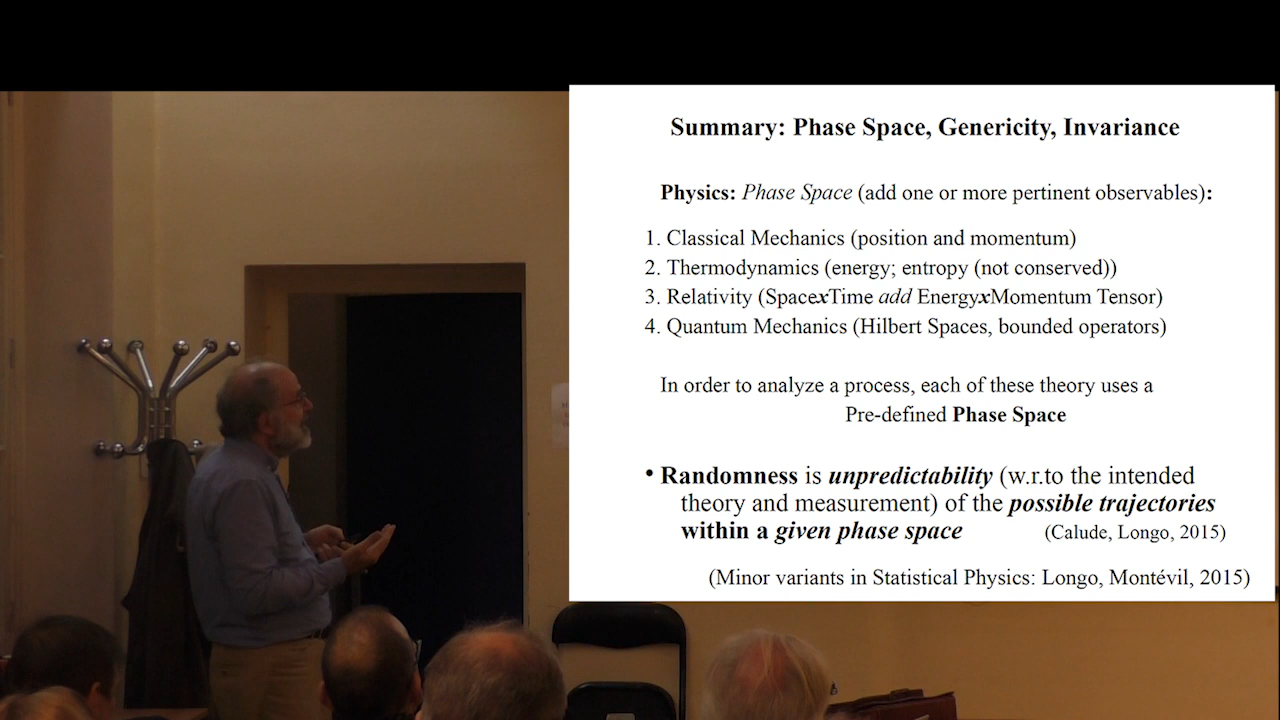 Summary: Phase Space, Genericity, Invariance
Physics: Phase Space (add one or more pertinent observables):
1. Classical Mechanics (position and momentum)
2. Thermodynamics (energy; entropy (not conserved))
3. Relativity (SpacexTime add EnergyxMomentum Tensor)
4. Quantum Mechanics (Hilbert Spaces, bounded operators)
In order to analyze a process, each of these theory uses a
Pre-defined Phase Space
• Randomness is unpredictability (w.r.to the intended
theory and measurement) of the possible trajectories
within a given phase space (Calude, Longo, 2015)
(Minor variants in Statistical Physics: Longo, Montévil, 2015)